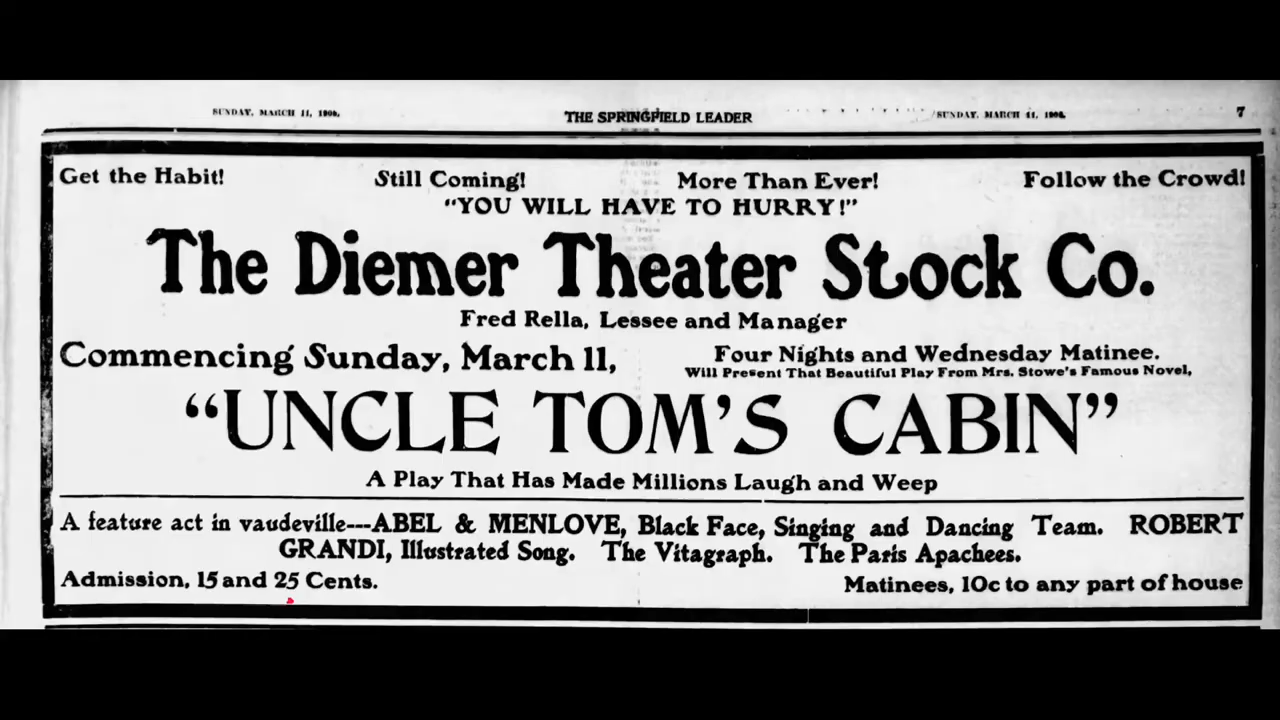 SUNDAY, MARCH 11, 190
THE SPRINGFIELD LEADER
SUNDAY, MARCH 11, 190
7
Get the Habit! Still Coming! More Than Ever! Follow the Crowd!
"YOU WILL HAVE TO HURRY!"
The Diemer Theater Stock Co.
Fred Rella, Lessee and Manager
Commencing Sunday, March 11,
Four Nights and Wednesday Matinee.
Will Present That Beautiful Play From Mrs. Stowe's Famous Novel,
"UNCLE TOM'S CABIN"
A Play That Has Made Millions Laugh and Weep
A feature act in vaudeville---ABEL & MENLOVE, Black Face, Singing and Dancing Team. ROBERT
GRANDI, Illustrated Song. The Vitagraph. The Paris Apachees.
Admission, 15 and 25 Cents. Matinees, 10c to any part of house